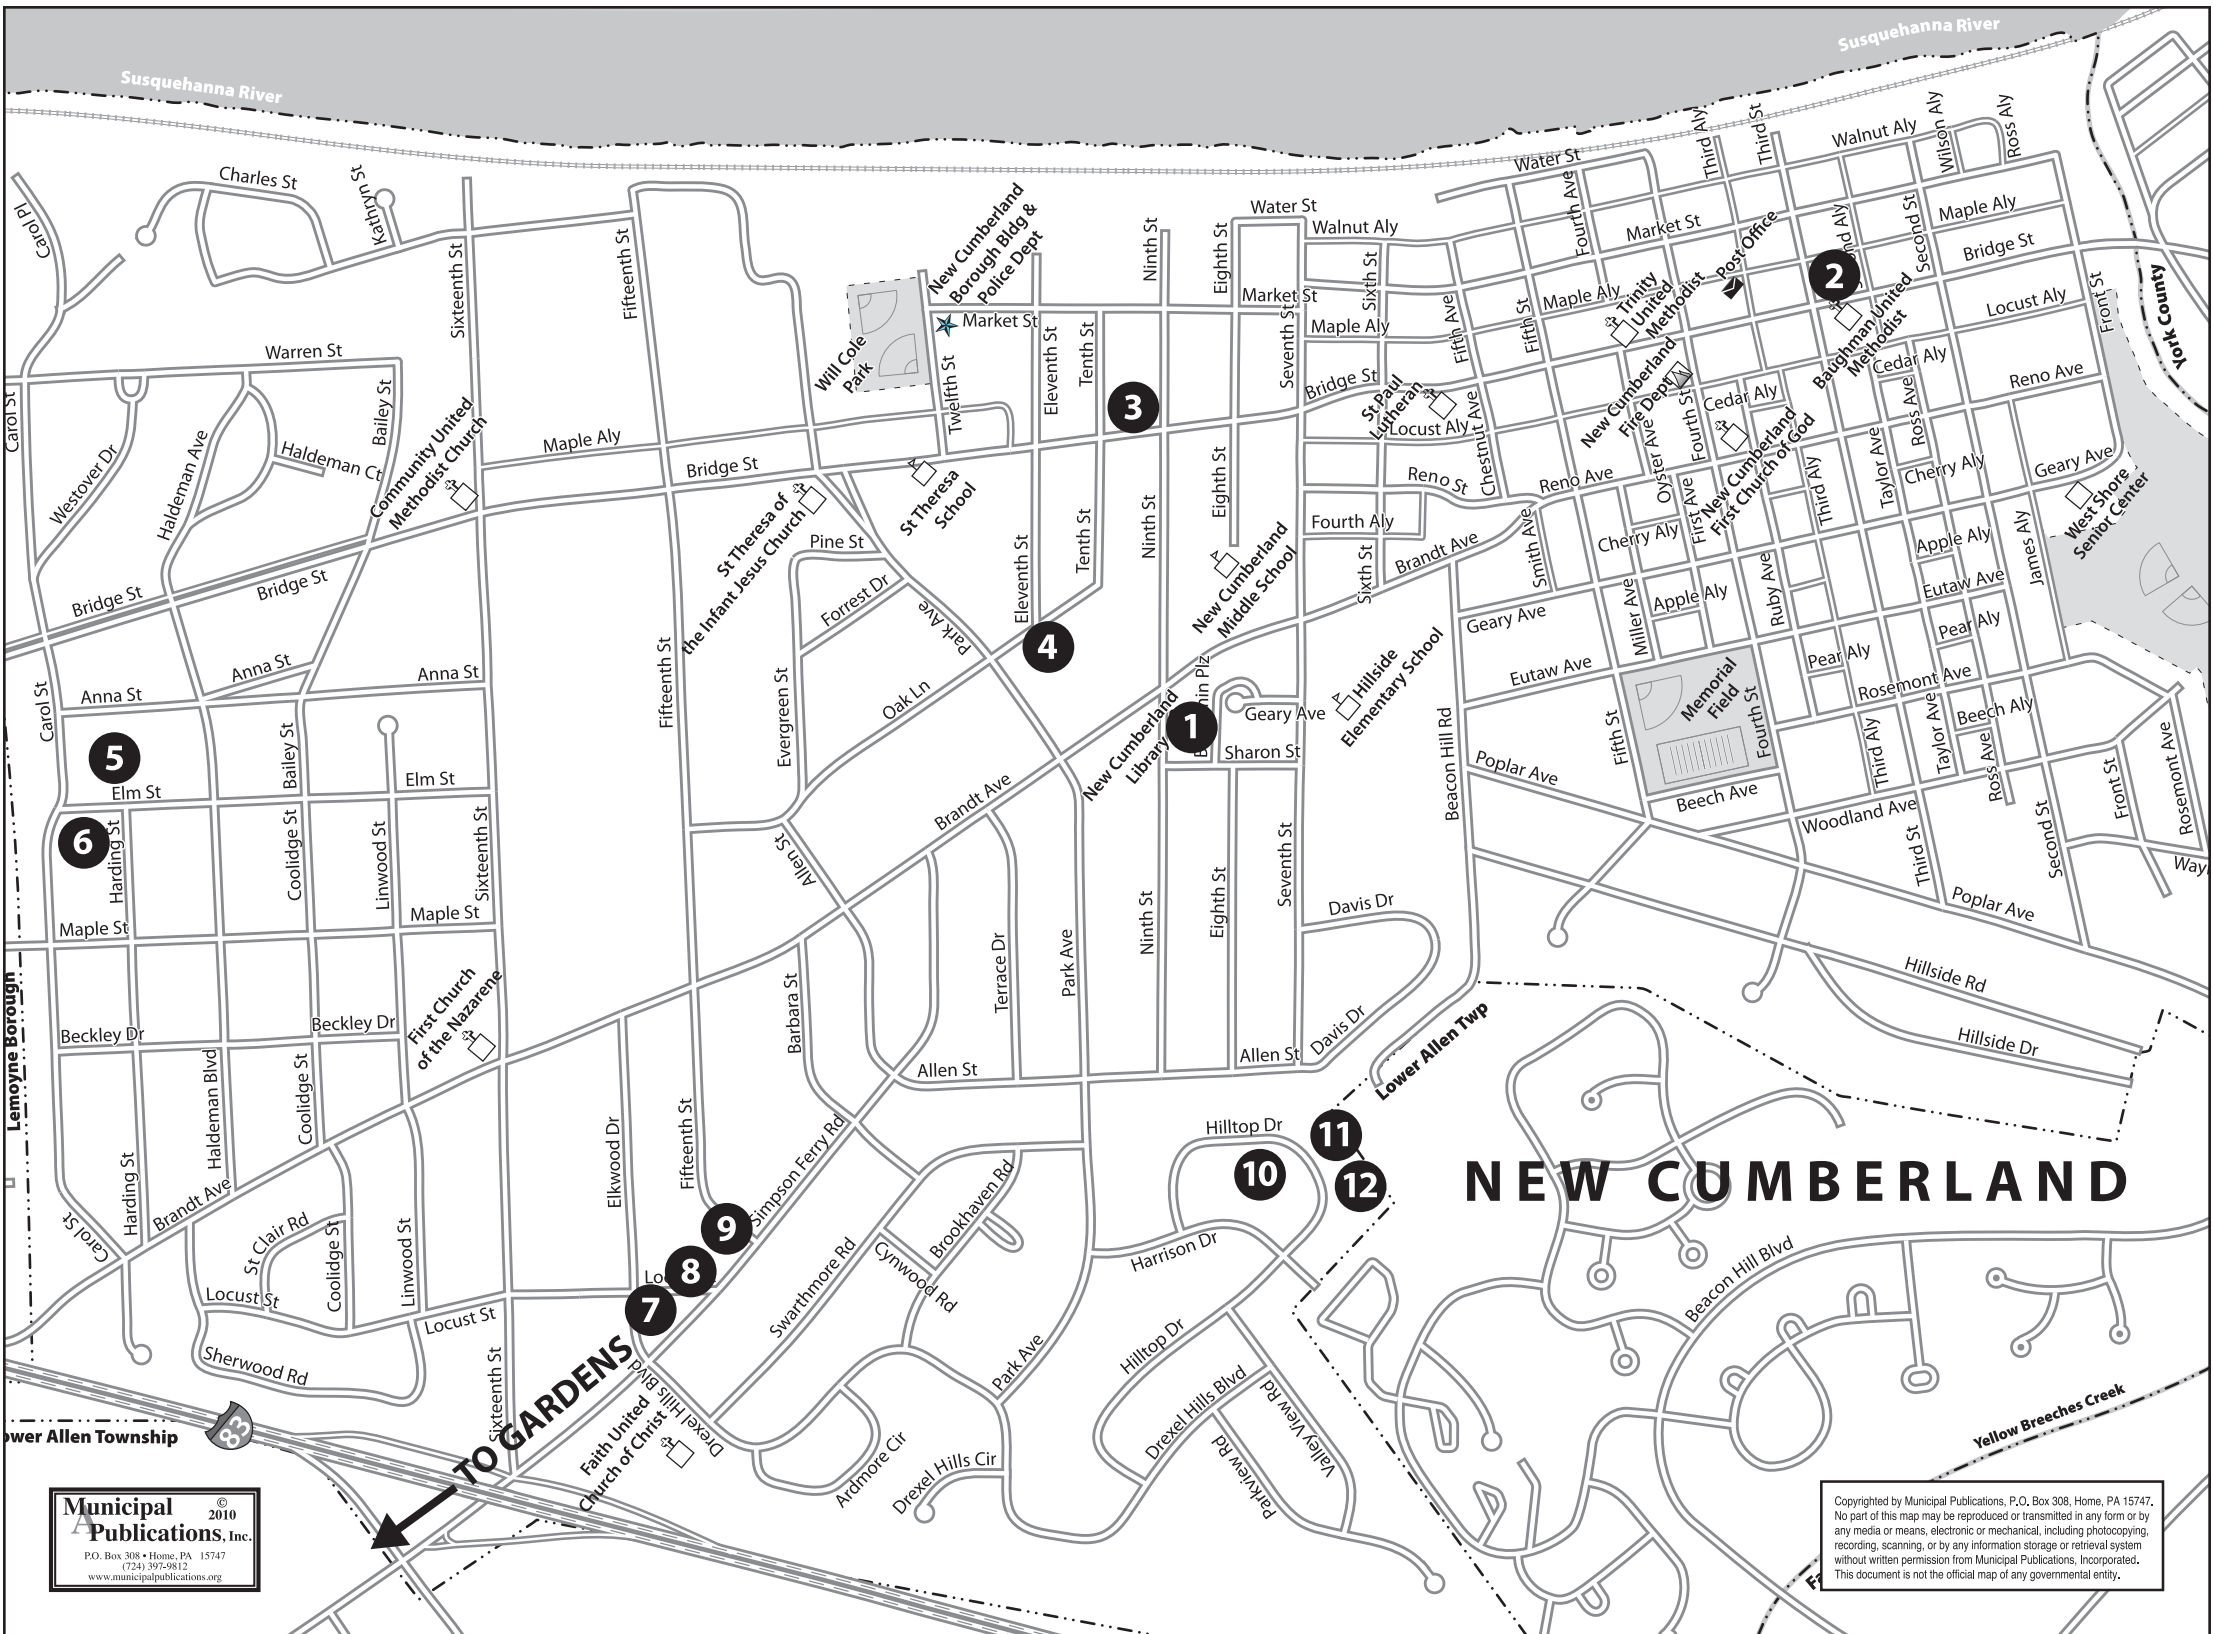 Susquehanna River
Susquehanna River
Charles St
Kathryn St
Carol Pl
Sixteenth St
Fifteenth St
New Cumberland
Borough Bldg &
Police Dept
Ninth St
Eighth St
Water St
Walnut Aly
Sixth St
Water St
Fourth Ave
Third Aly
Third St
Walnut Aly
Wilson Aly
Ross Aly
Market St
Post Office
Second St
Maple Aly
Bridge St
York County
Front St
Locust Aly
Reno Ave
Warren St
Will Cole
Park
Market St
Twelfth St
Eleventh St
Tenth St
3
Market St
Seventh St
Maple Aly
Bridge St
Fifth Ave
Fifth St
Maple Aly
Trinity
United
Methodist
2
Baughman United
Methodist
Cedar Aly
Ross Ave
Carol St
Westover Dr
Haldeman Ave
Haldeman Ct
Bailey St
Community United
Methodist Church
Maple Aly
Bridge St
St Theresa of
the Infant Jesus Church
St Theresa
School
St Paul
Lutheran
Locust Aly
Chestnut Ave
Reno St
Fourth Aly
Reno Ave
New Cumberland
Fire Dept
Oyster Ave
Fourth St
Cedar Aly
New Cumberland
First Church of God
First Ave
Third Aly
Taylor Ave
Cherry Aly
Geary Ave
West Shore
Senior Center
Bridge St
Bridge St
Pine St
Forrest Dr
Park Ave
Eleventh St
Tenth St
Ninth St
Eighth St
New Cumberland
Middle School
Sixth St
Brandt Ave
Smith Ave
Cherry Aly
Apple Aly
James Aly
Eutaw Ave
Pear Aly
4
Geary Ave
Miller Ave
Apple Aly
Ruby Ave
Eutaw Ave
Pear Aly
Rosemont Ave
Memorial
Field
Fourth St
Anna St
Anna St
Anna St
Carol St
Fifteenth St
Evergreen St
Oak Ln
New Cumberland
Library
1
Geary Ave
Sharon St
Hillside
Elementary School
Beacon Hill Rd
Poplar Ave
Fifth St
Beech Ave
Third Aly
Taylor Ave
Beech Aly
Ross Ave
Woodland Ave
Front St
Rosemont Ave
5
Elm St
Elm St
Bailey St
6
Harding St
Coolidge St
Linwood St
Sixteenth St
Allen St
Brandt Ave
Third St
Second St
Poplar Ave
Maple St
Maple St
Ninth St
Eighth St
Seventh St
Davis Dr
Lemoyne Borough
First Church
of the Nazarene
Barbara St
Terrace Dr
Park Ave
Hillside Rd
Hillside Dr
Beckley Dr
Beckley Dr
Allen St
Allen St
Davis Dr
Lower Allen Twp
Haldeman Blvd
Coolidge St
Elkwood Dr
Fifteenth St
Simpson Ferry Rd
Hilltop Dr
10
11
12
NEW CUMBERLAND
Harding St
Brandt Ave
Carol St
St Clair Rd
Coolidge St
Linwood St
9
8
7
Swarthmore Rd
Brookhaven Rd
Cynwood Rd
Harrison Dr
Beacon Hill Blvd
Locust St
Locust St
Sherwood Rd
Sixteenth St
TO GARDENS
Drexel Hills Blvd
Faith United
Church of Christ
Park Ave
Hilltop Dr
Drexel Hills Blvd
Valley View Rd
Parkview Rd
Ardmore Cir
Drexel Hills Cir
Yellow Breeches Creek
83
ower Allen Township
Municipal
Publications, Inc.
© 2010
P.O. Box 308 • Home, PA 15747
(724) 397-9812
www.municipalpublications.org
Copyrighted by Municipal Publications, P.O. Box 308, Home, PA 15747.
No part of this map may be reproduced or transmitted in any form or by
any media or means, electronic or mechanical, including photocopying,
recording, scanning, or by any information storage or retrieval system
without written permission from Municipal Publications, Incorporated.
This document is not the official map of any governmental entity.